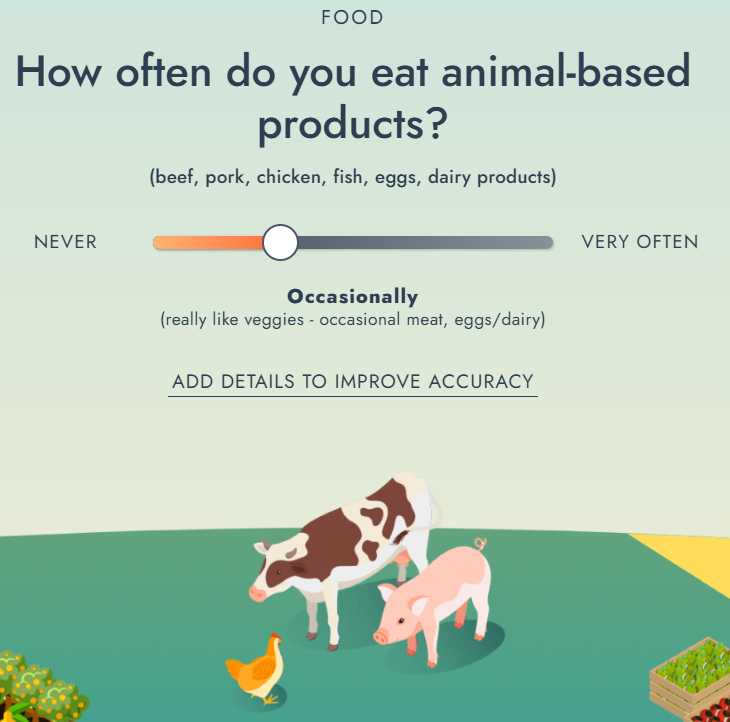 FOOD
How often do you eat animal-based
products?
(beef, pork, chicken, fish, eggs, dairy products)
NEVER
VERY OFTEN
Occasionally
(really like veggies - occasional meat, eggs/dairy)
ADD DETAILS TO IMPROVE ACCURACY